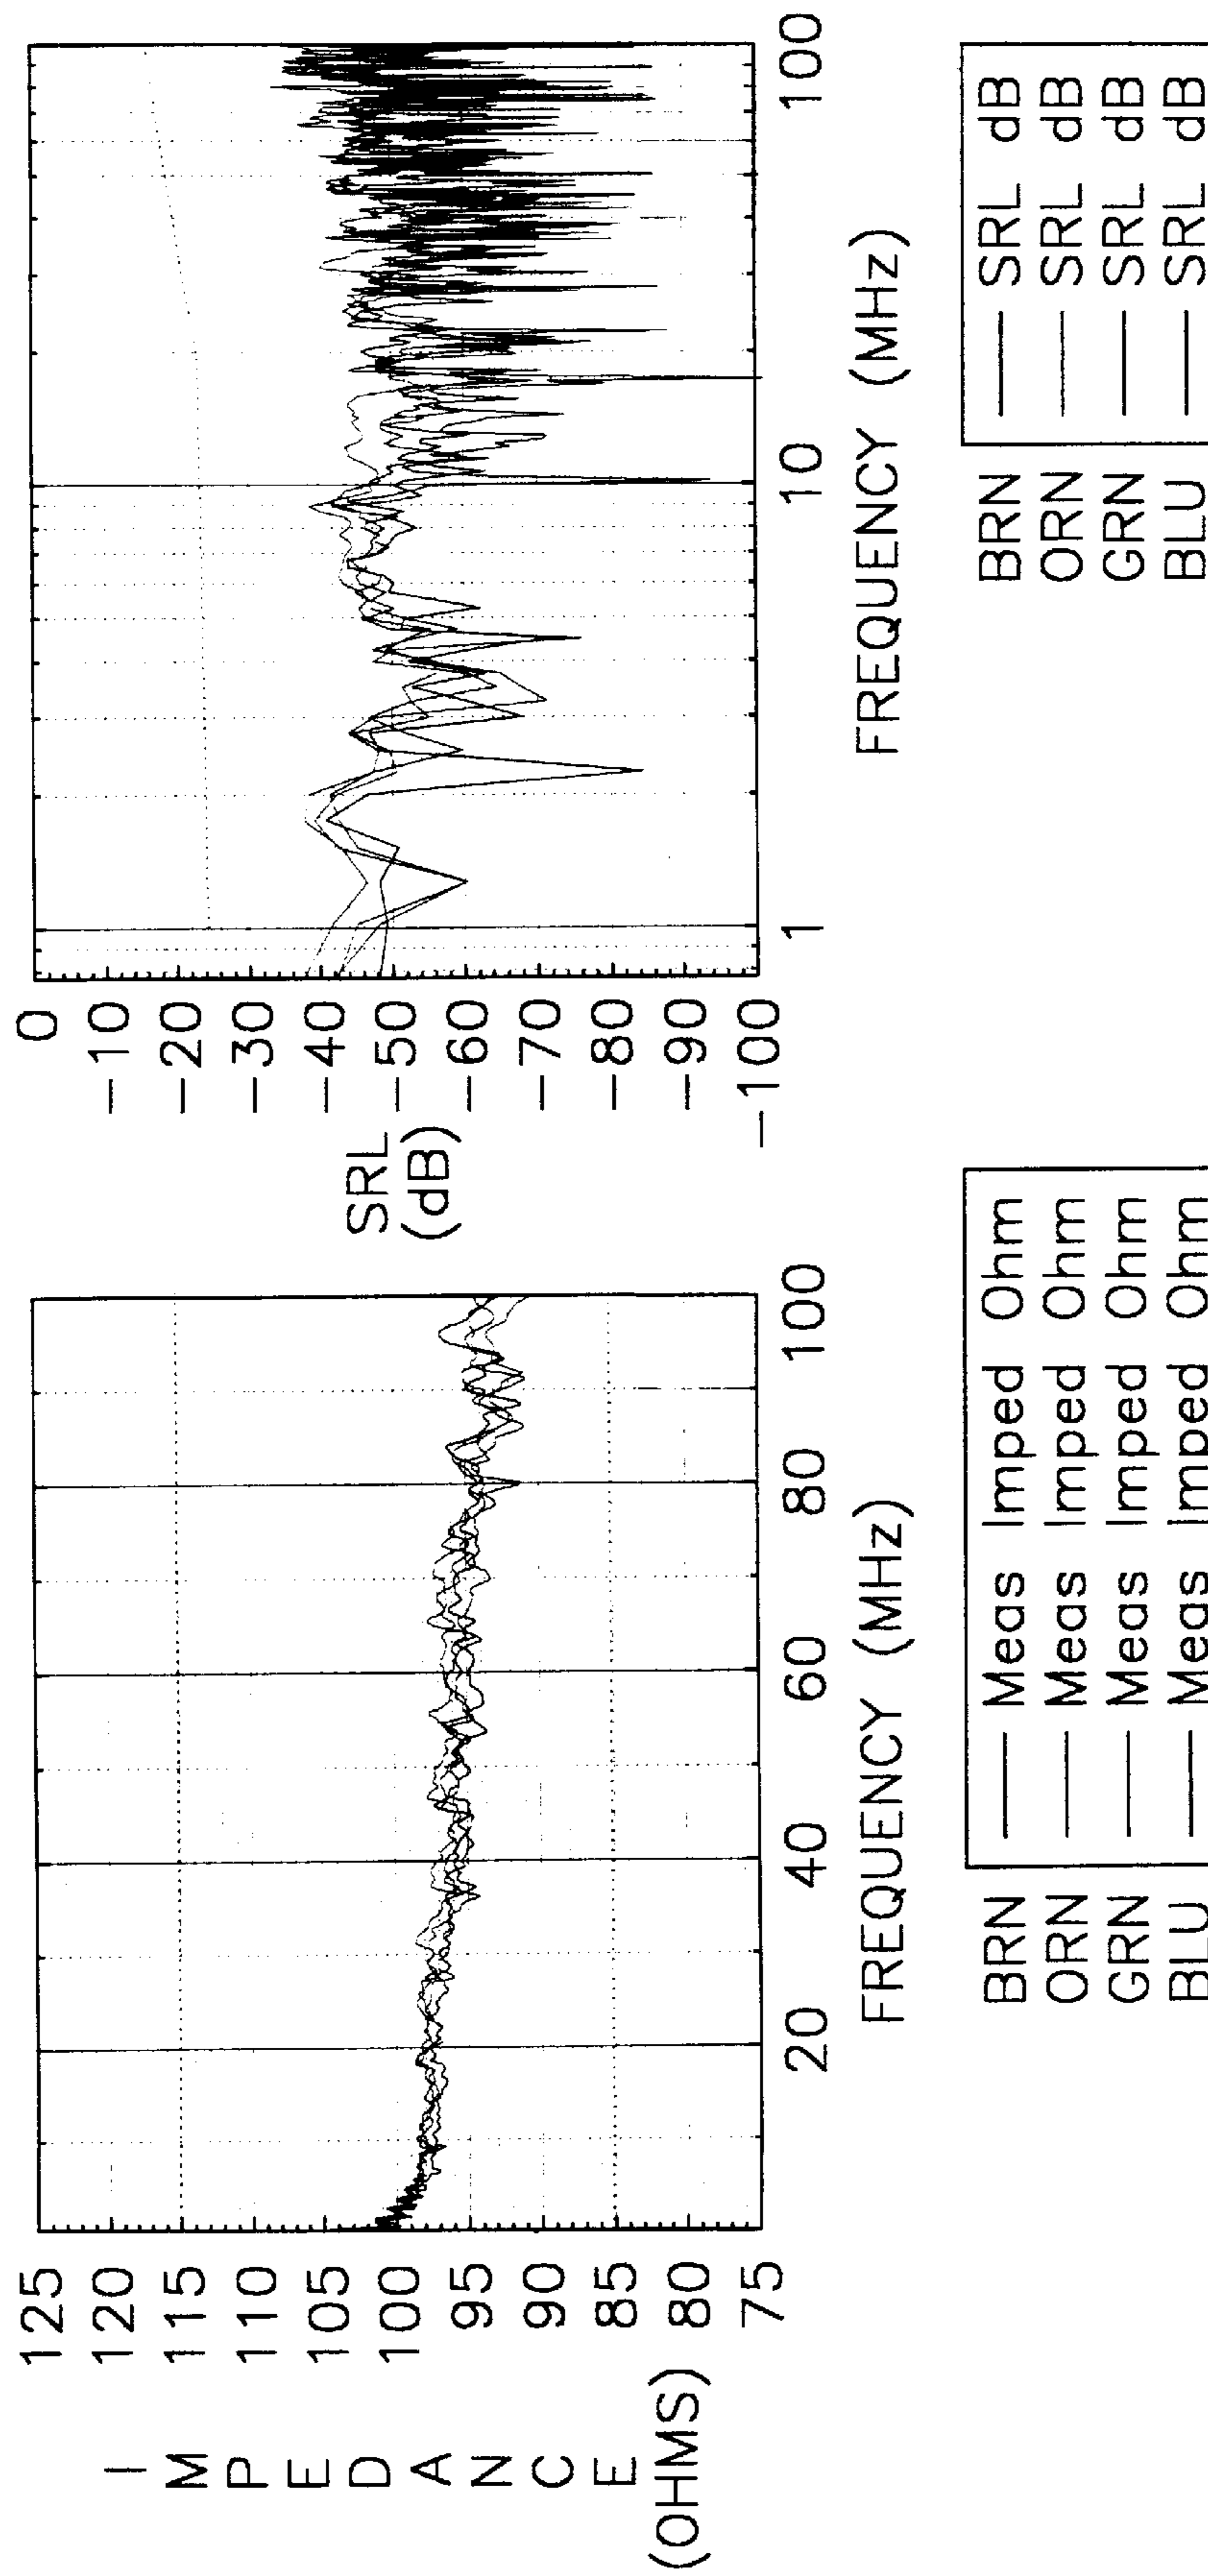 I
M
P
E
D
A
N
C
E
(OHMS)
125
120
115
110
105
100
95
90
85
80
75
20 40 60 80 100
FREQUENCY (MHz)
BRN — Meas Imped Ohm
ORN — Meas Imped Ohm
GRN — Meas Imped Ohm
BLU — Meas Imped Ohm
SRL
(dB)
0
-10
-20
-30
-40
-50
-60
-70
-80
-90
-100
1 10 100
FREQUENCY (MHz)
BRN — SRL dB
ORN — SRL dB
GRN — SRL dB
BLU — SRL dB